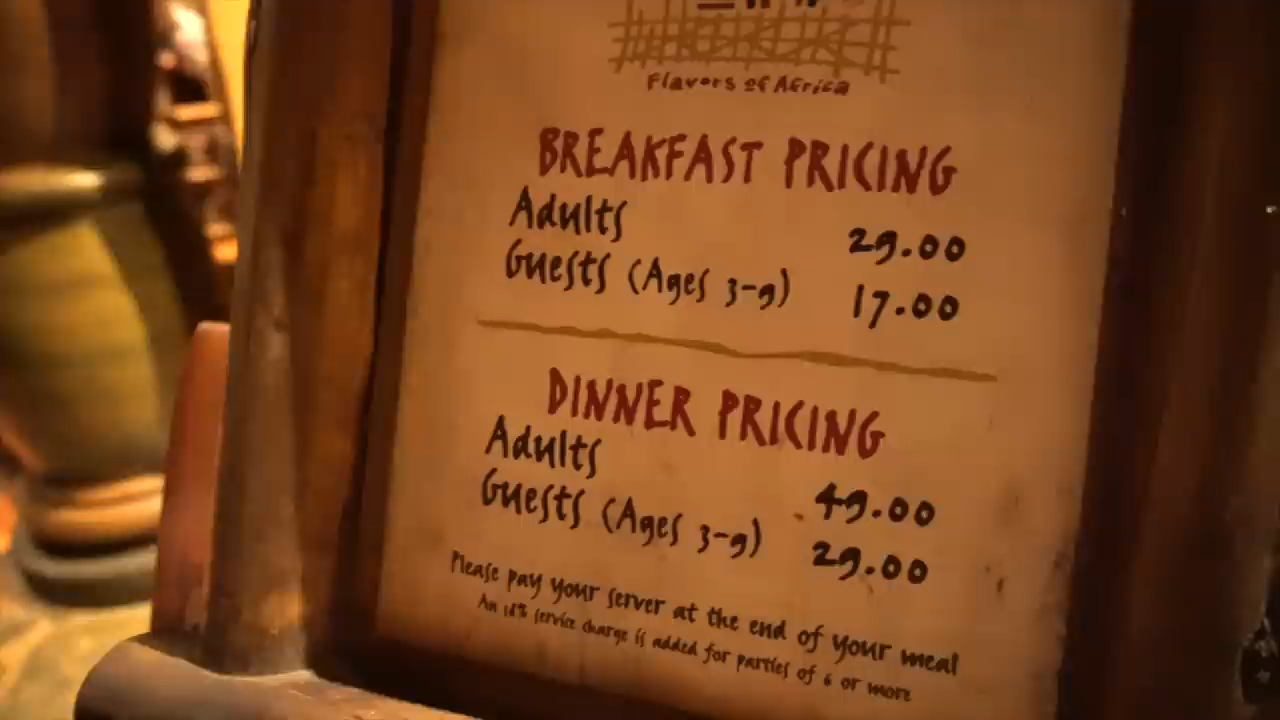 Flavors of Africa
BREAKFAST PRICING
Adults 29.00
Guests (Ages 3-9) 17.00
DINNER PRICING
Adults 49.00
Guests (Ages 3-9) 29.00
Please pay your server at the end of your meal
An 18% service charge is added for parties of 6 or more